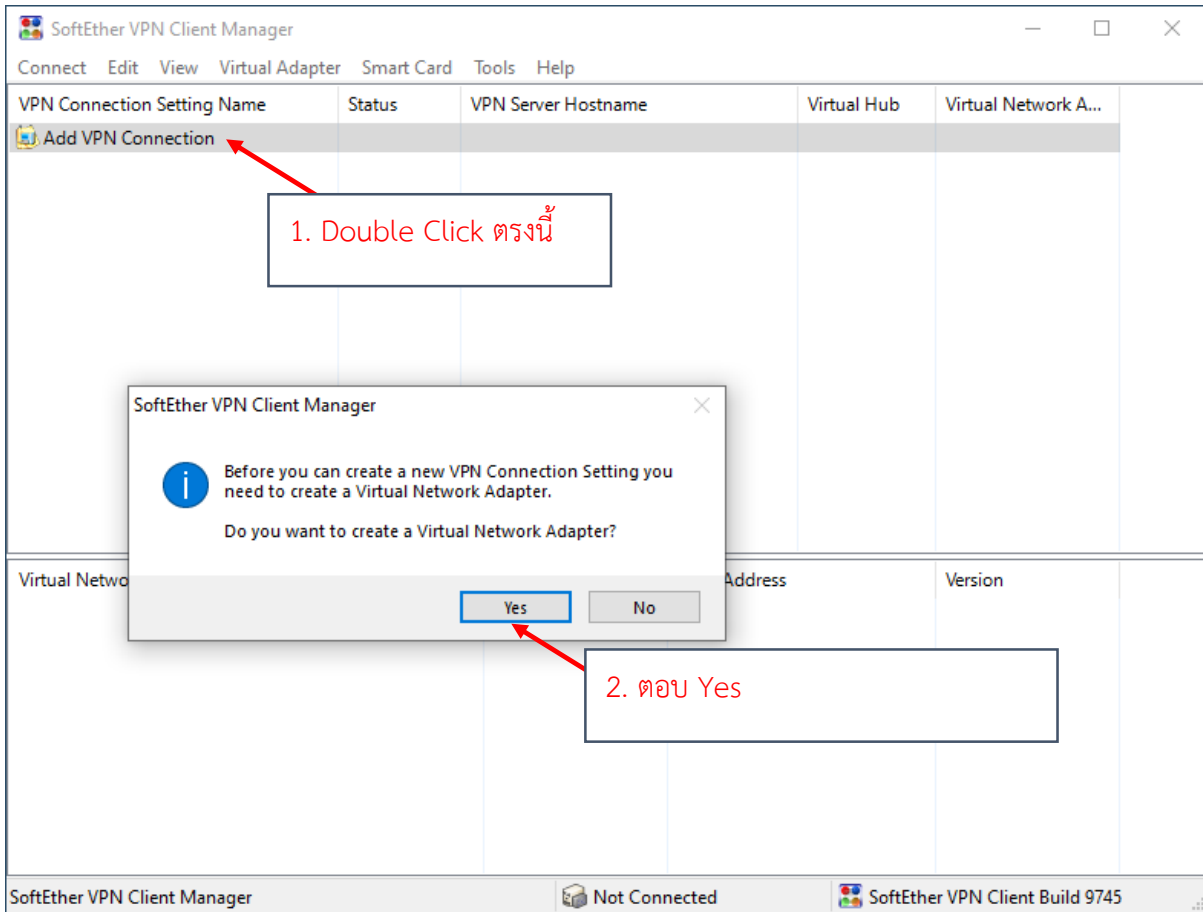 SoftEther VPN Client Manager
Connect Edit View Virtual Adapter Smart Card Tools Help
VPN Connection Setting Name Status VPN Server Hostname Virtual Hub Virtual Network A...
Add VPN Connection
1. Double Click ตรงนี้
SoftEther VPN Client Manager
Before you can create a new VPN Connection Setting you
need to create a Virtual Network Adapter.
Do you want to create a Virtual Network Adapter?
Virtual Netwo Address Version
Yes No
2. ตอบ Yes
SoftEther VPN Client Manager Not Connected SoftEther VPN Client Build 9745